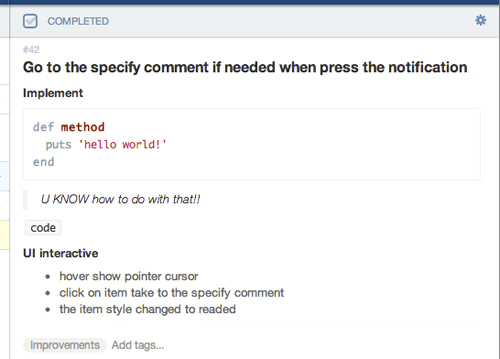 COMPLETED
#42
Go to the specify comment if needed when press the notification
Implement
def method
puts 'hello world!'
end
U KNOW how to do with that!!
code
UI interactive
hover show pointer cursor
click on item take to the specify comment
the item style changed to readed
Improvements Add tags...